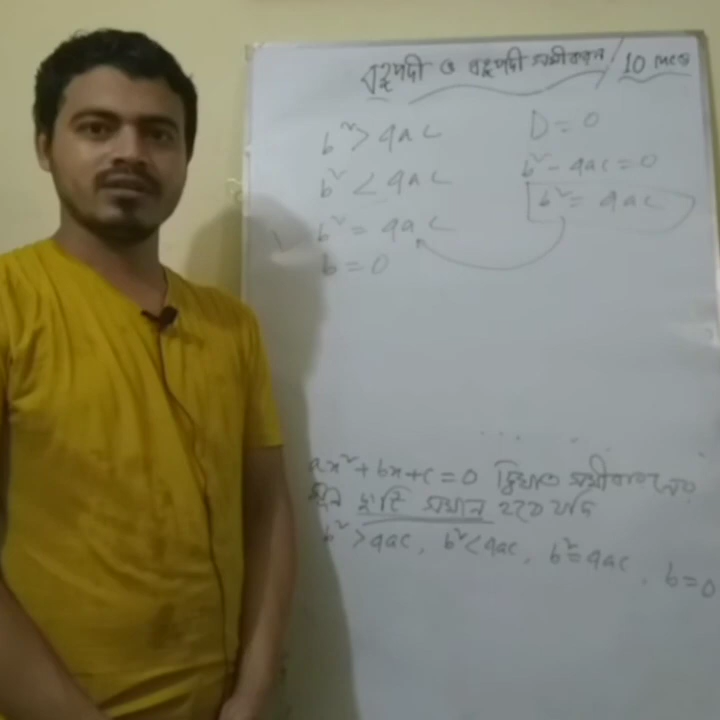 বহুপদী ও বহুপদী সমীকরণ / 10 MCQ
b² > 4ac
b² < 4ac
b² = 4ac
b = 0
D = 0
b² - 4ac = 0
b² = 4ac
ax² + bx + c = 0 দ্বিঘাত সমীকরণের
মূল দুটি সমান হবে যদি
b² > 4ac, b² < 4ac, b² = 4ac, b = 0